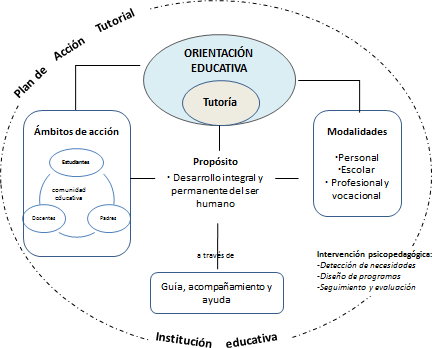 Plan de Acción Tutorial
ORIENTACIÓN
EDUCATIVA
Tutoría
Ámbitos de acción
Estudiantes
comunidad
Educativa
Docentes
Padres
Propósito
• Desarrollo integral y
permanente del ser
humano
Modalidades
•Personal
•Escolar
• Profesional y
vocacional
a través de
Guía, acompañamiento y
ayuda
Intervención psicopedagógica:
-Detección de necesidades
-Diseño de programas
-Seguimiento y evaluación
Institución educativa